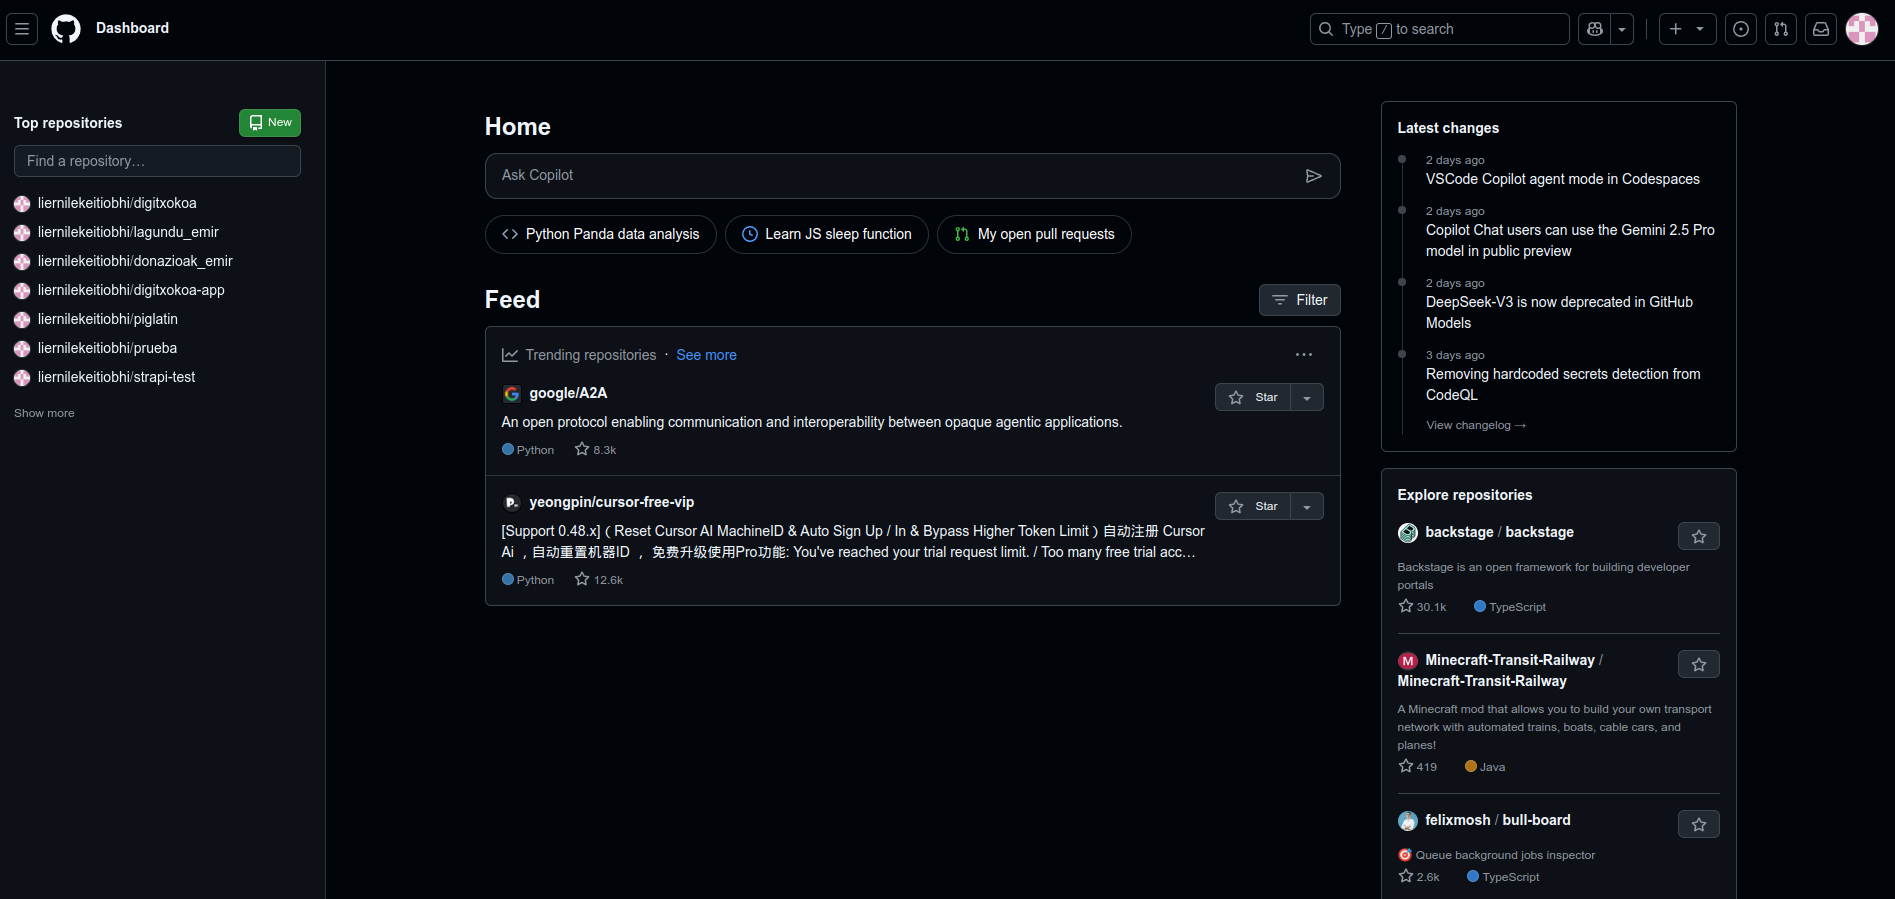 Dashboard
Type / to search
Top repositories
New
Find a repository…
liernilekeitiobhi/digitxokoa
liernilekeitiobhi/lagundu_emir
liernilekeitiobhi/donazioak_emir
liernilekeitiobhi/digitxokoa-app
liernilekeitiobhi/piglatin
liernilekeitiobhi/prueba
liernilekeitiobhi/strapi-test
Show more
Home
Ask Copilot
Python Panda data analysis
Learn JS sleep function
My open pull requests
Feed
Filter
Trending repositories · See more
google/A2A
Star
An open protocol enabling communication and interoperability between opaque agentic applications.
Python 8.3k
yeongpin/cursor-free-vip
Star
[Support 0.48.x]（Reset Cursor AI MachineID & Auto Sign Up / In & Bypass Higher Token Limit）自动注册 Cursor
Ai ，自动重置机器ID ， 免费升级使用Pro功能: You've reached your trial request limit. / Too many free trial acc…
Python 12.6k
Latest changes
2 days ago
VSCode Copilot agent mode in Codespaces
2 days ago
Copilot Chat users can use the Gemini 2.5 Pro
model in public preview
2 days ago
DeepSeek-V3 is now deprecated in GitHub
Models
3 days ago
Removing hardcoded secrets detection from
CodeQL
View changelog →
Explore repositories
backstage / backstage
Backstage is an open framework for building developer
portals
30.1k TypeScript
M Minecraft-Transit-Railway /
Minecraft-Transit-Railway
A Minecraft mod that allows you to build your own transport
network with automated trains, boats, cable cars, and
planes!
419 Java
felixmosh / bull-board
🎯 Queue background jobs inspector
2.6k TypeScript